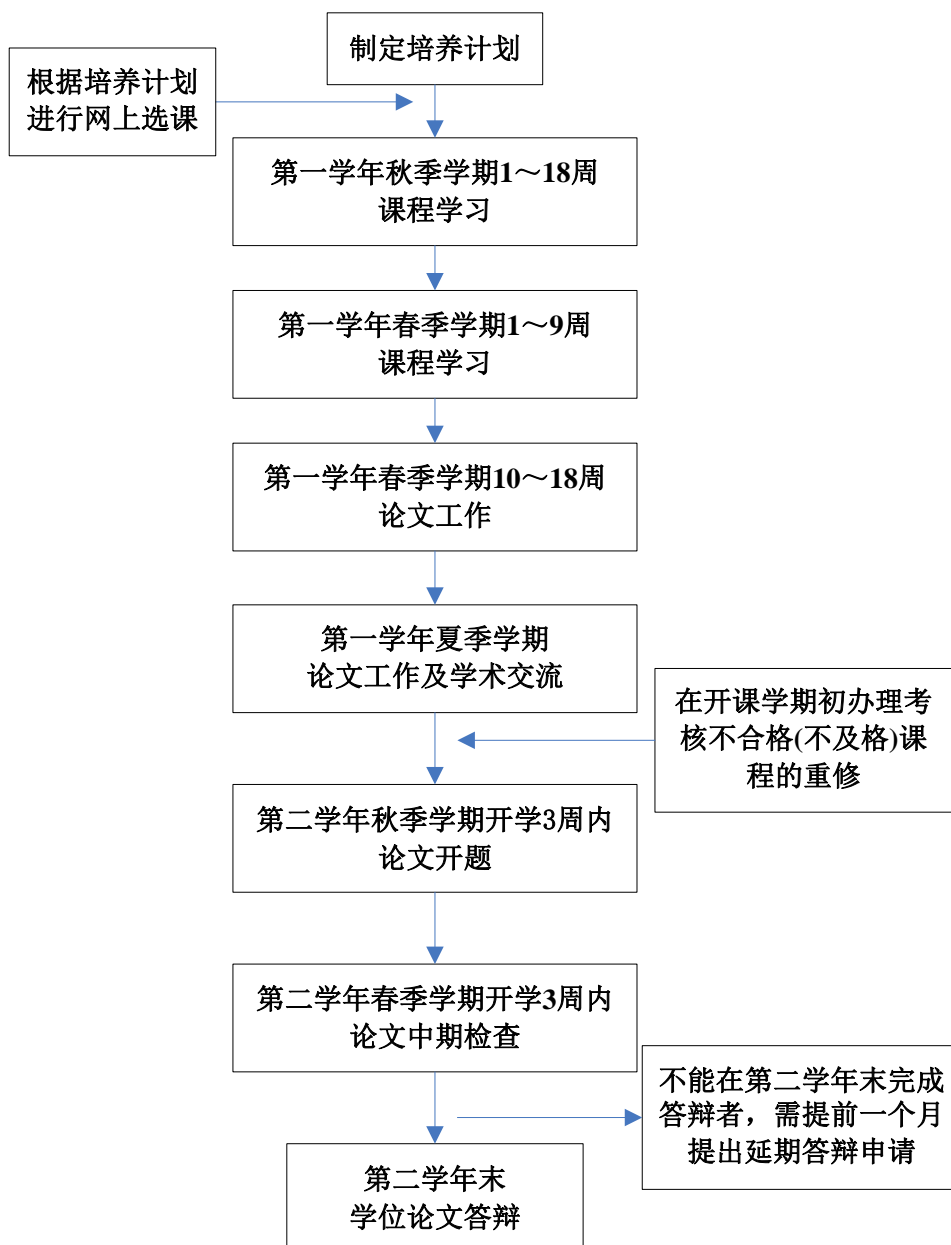 制定培养计划
根据培养计划
进行网上选课
第一学年秋季学期1～18周
课程学习
第一学年春季学期1～9周
课程学习
第一学年春季学期10～18周
论文工作
第一学年夏季学期
论文工作及学术交流
在开课学期初办理考
核不合格(不及格)课
程的重修
第二学年秋季学期开学3周内
论文开题
第二学年春季学期开学3周内
论文中期检查
不能在第二学年末完成
答辩者，需提前一个月
提出延期答辩申请
第二学年末
学位论文答辩